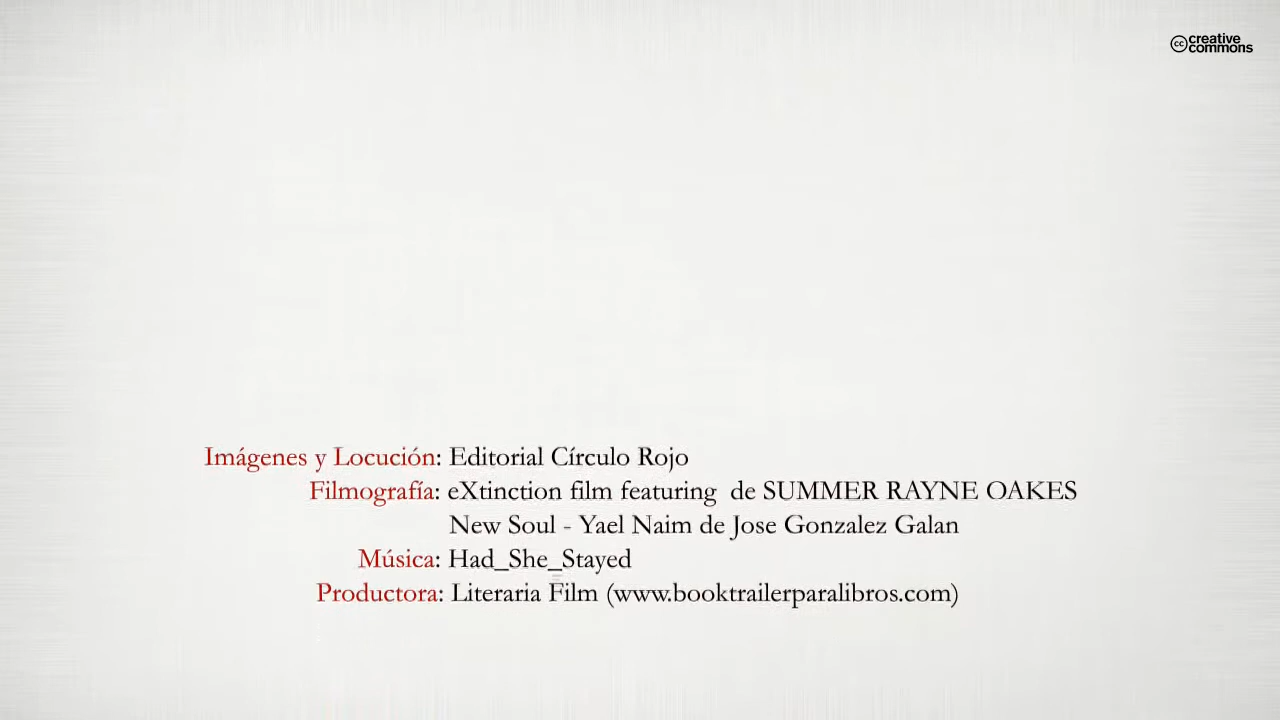 creative
commons
Imágenes y Locución: Editorial Círculo Rojo
Filmografía: eXtinction film featuring de SUMMER RAYNE OAKES
New Soul - Yael Naim de Jose Gonzalez Galan
Música: Had_She_Stayed
Productora: Literaria Film (www.booktrailerparalibros.com)